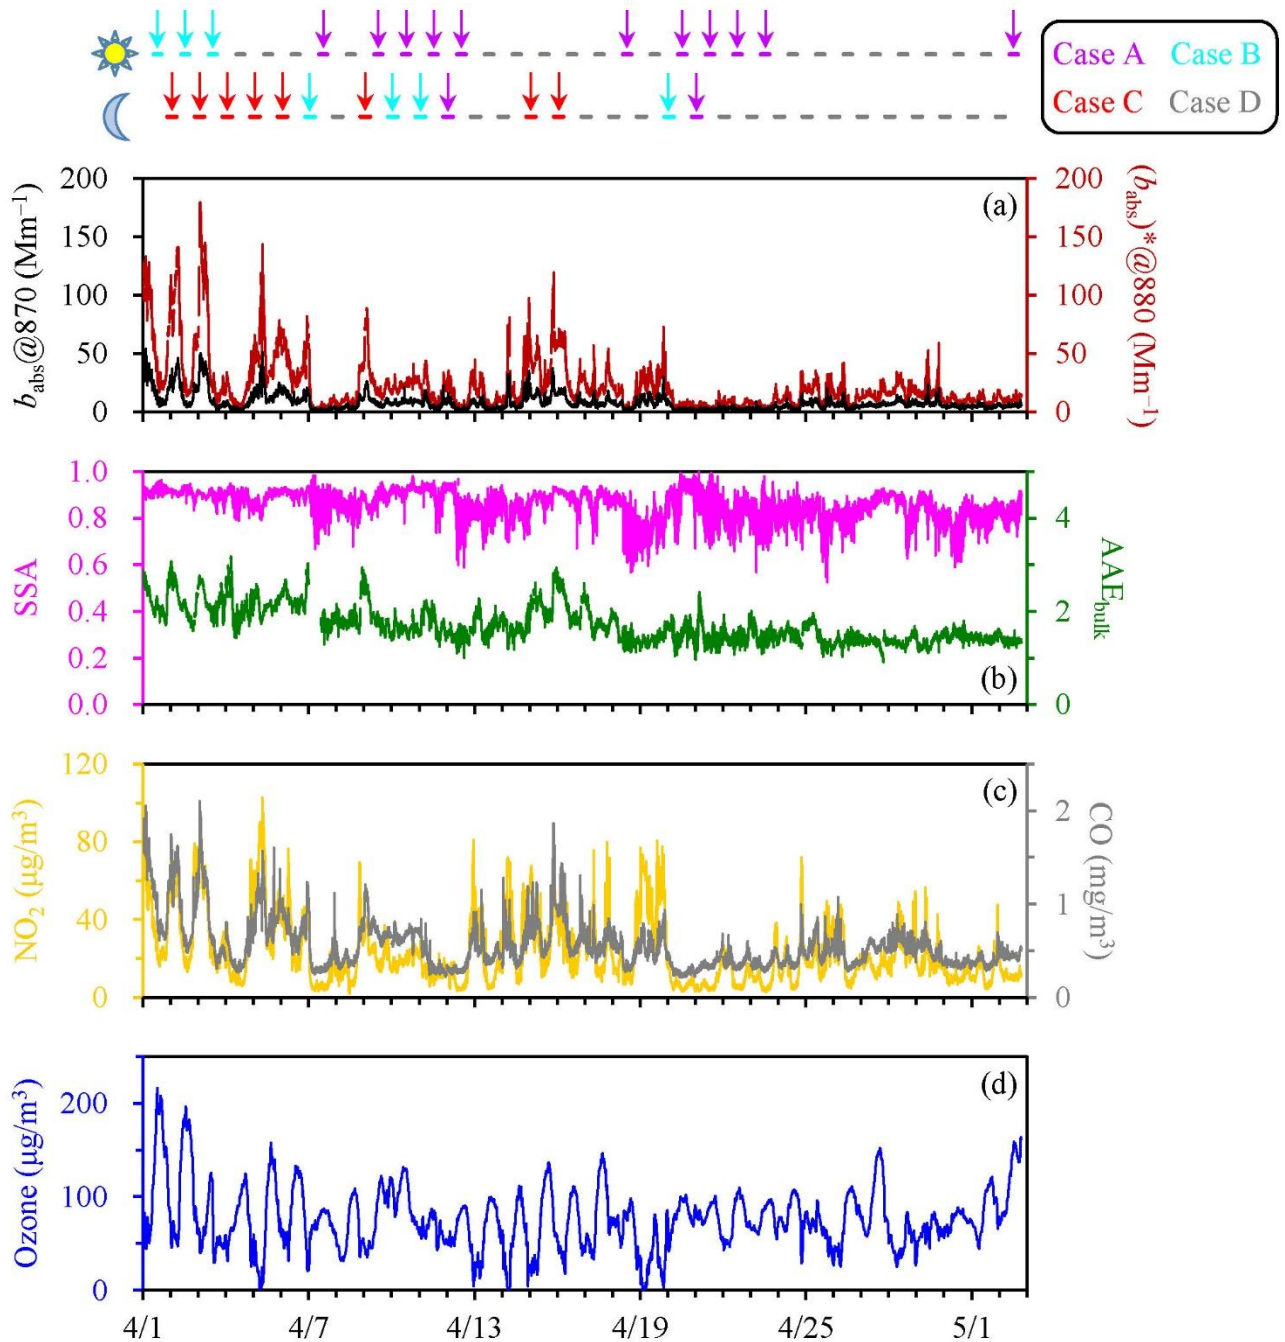 Case A Case B
Case C Case D
(a)
b_abs@870 (Mm⁻¹)
200
150
100
50
0
(b_abs)*@880 (Mm⁻¹)
200
150
100
50
0
(b)
SSA
1.0
0.8
0.6
0.4
0.2
0.0
AAE_bulk
4
2
0
(c)
NO₂ (μg/m³)
120
80
40
0
CO (mg/m³)
2
1
0
(d)
Ozone (μg/m³)
200
100
0
4/1 4/7 4/13 4/19 4/25 5/1